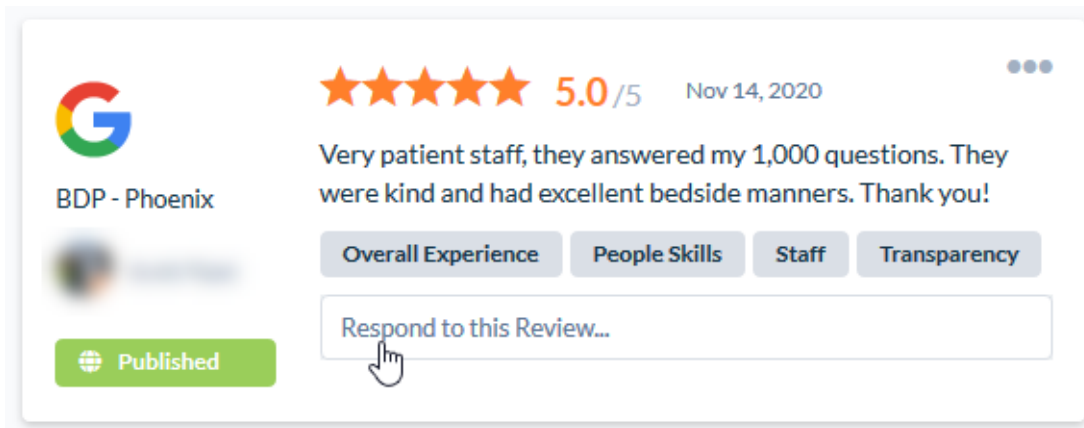 5.0 /5 Nov 14, 2020
Very patient staff, they answered my 1,000 questions. They
were kind and had excellent bedside manners. Thank you!
BDP - Phoenix
Overall Experience People Skills Staff Transparency
Respond to this Review...
Published